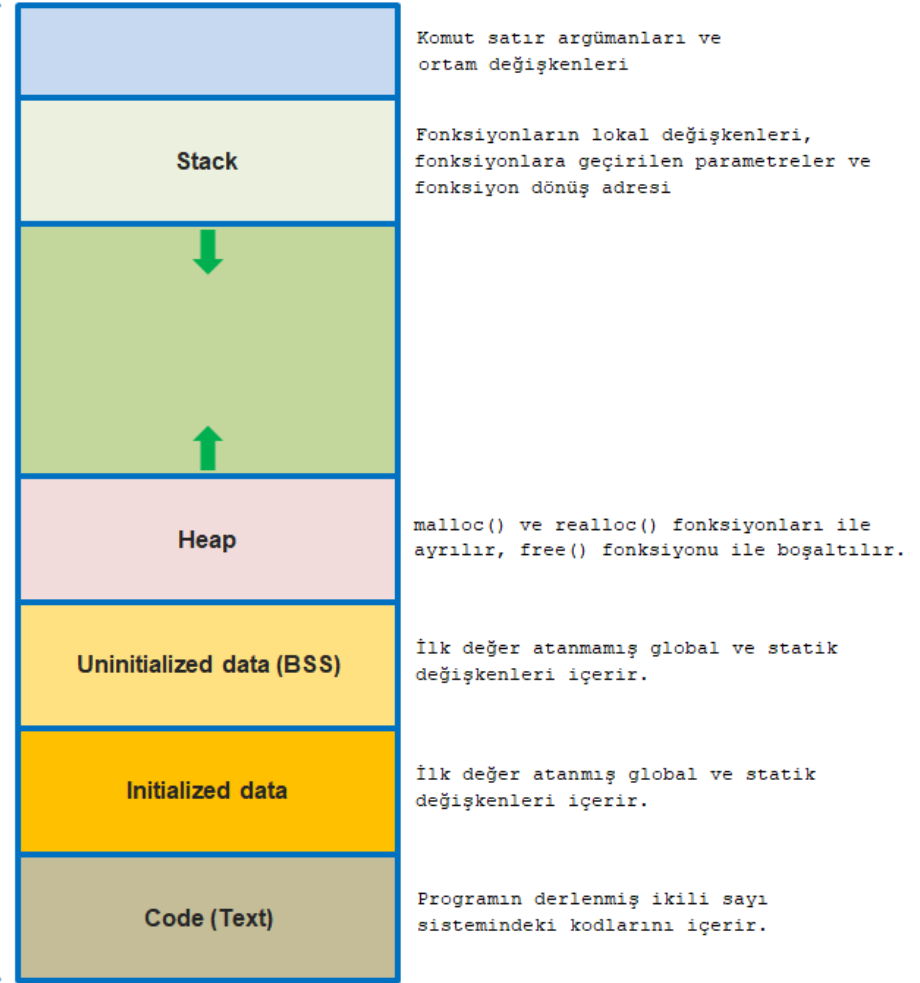 Komut satır argümanları ve
ortam değişkenleri
Stack
Fonksiyonların lokal değişkenleri,
fonksiyonlara geçirilen parametreler ve
fonksiyon dönüş adresi
Heap
malloc() ve realloc() fonksiyonları ile
ayrılır, free() fonksiyonu ile boşaltılır.
Uninitialized data (BSS)
İlk değer atanmamış global ve statik
değişkenleri içerir.
Initialized data
İlk değer atanmış global ve statik
değişkenleri içerir.
Code (Text)
Programın derlenmiş ikili sayı
sistemindeki kodlarını içerir.